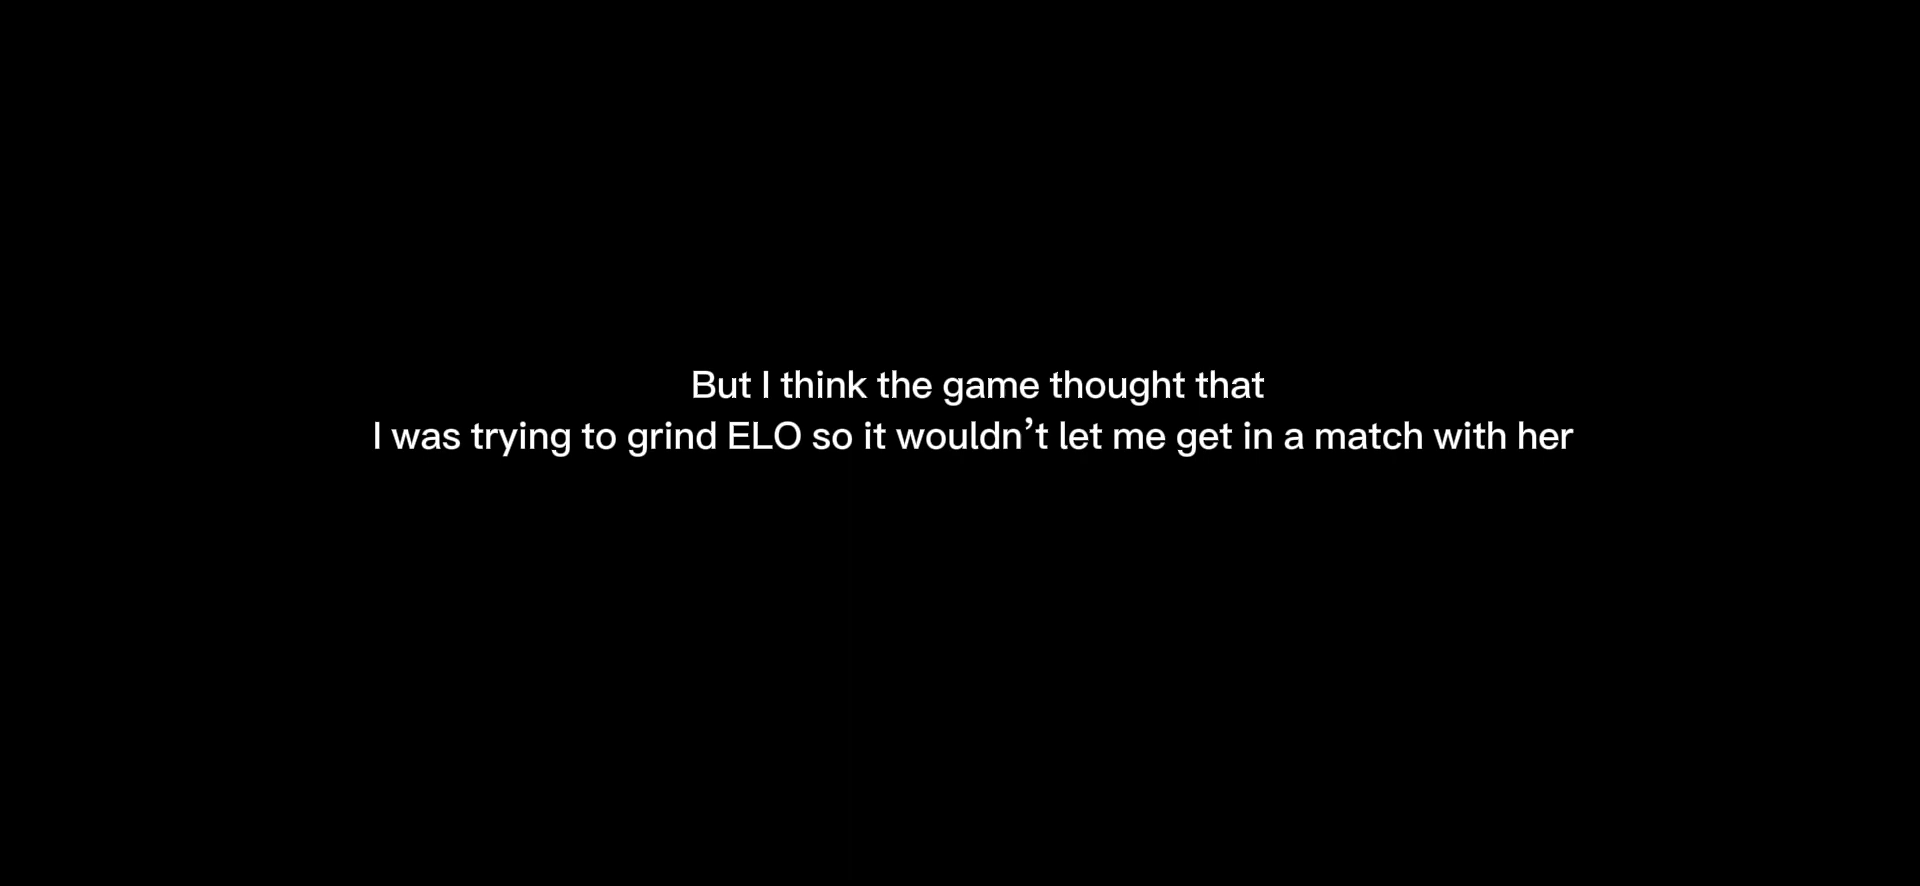 But I think the game thought that
I was trying to grind ELO so it wouldn’t let me get in a match with her